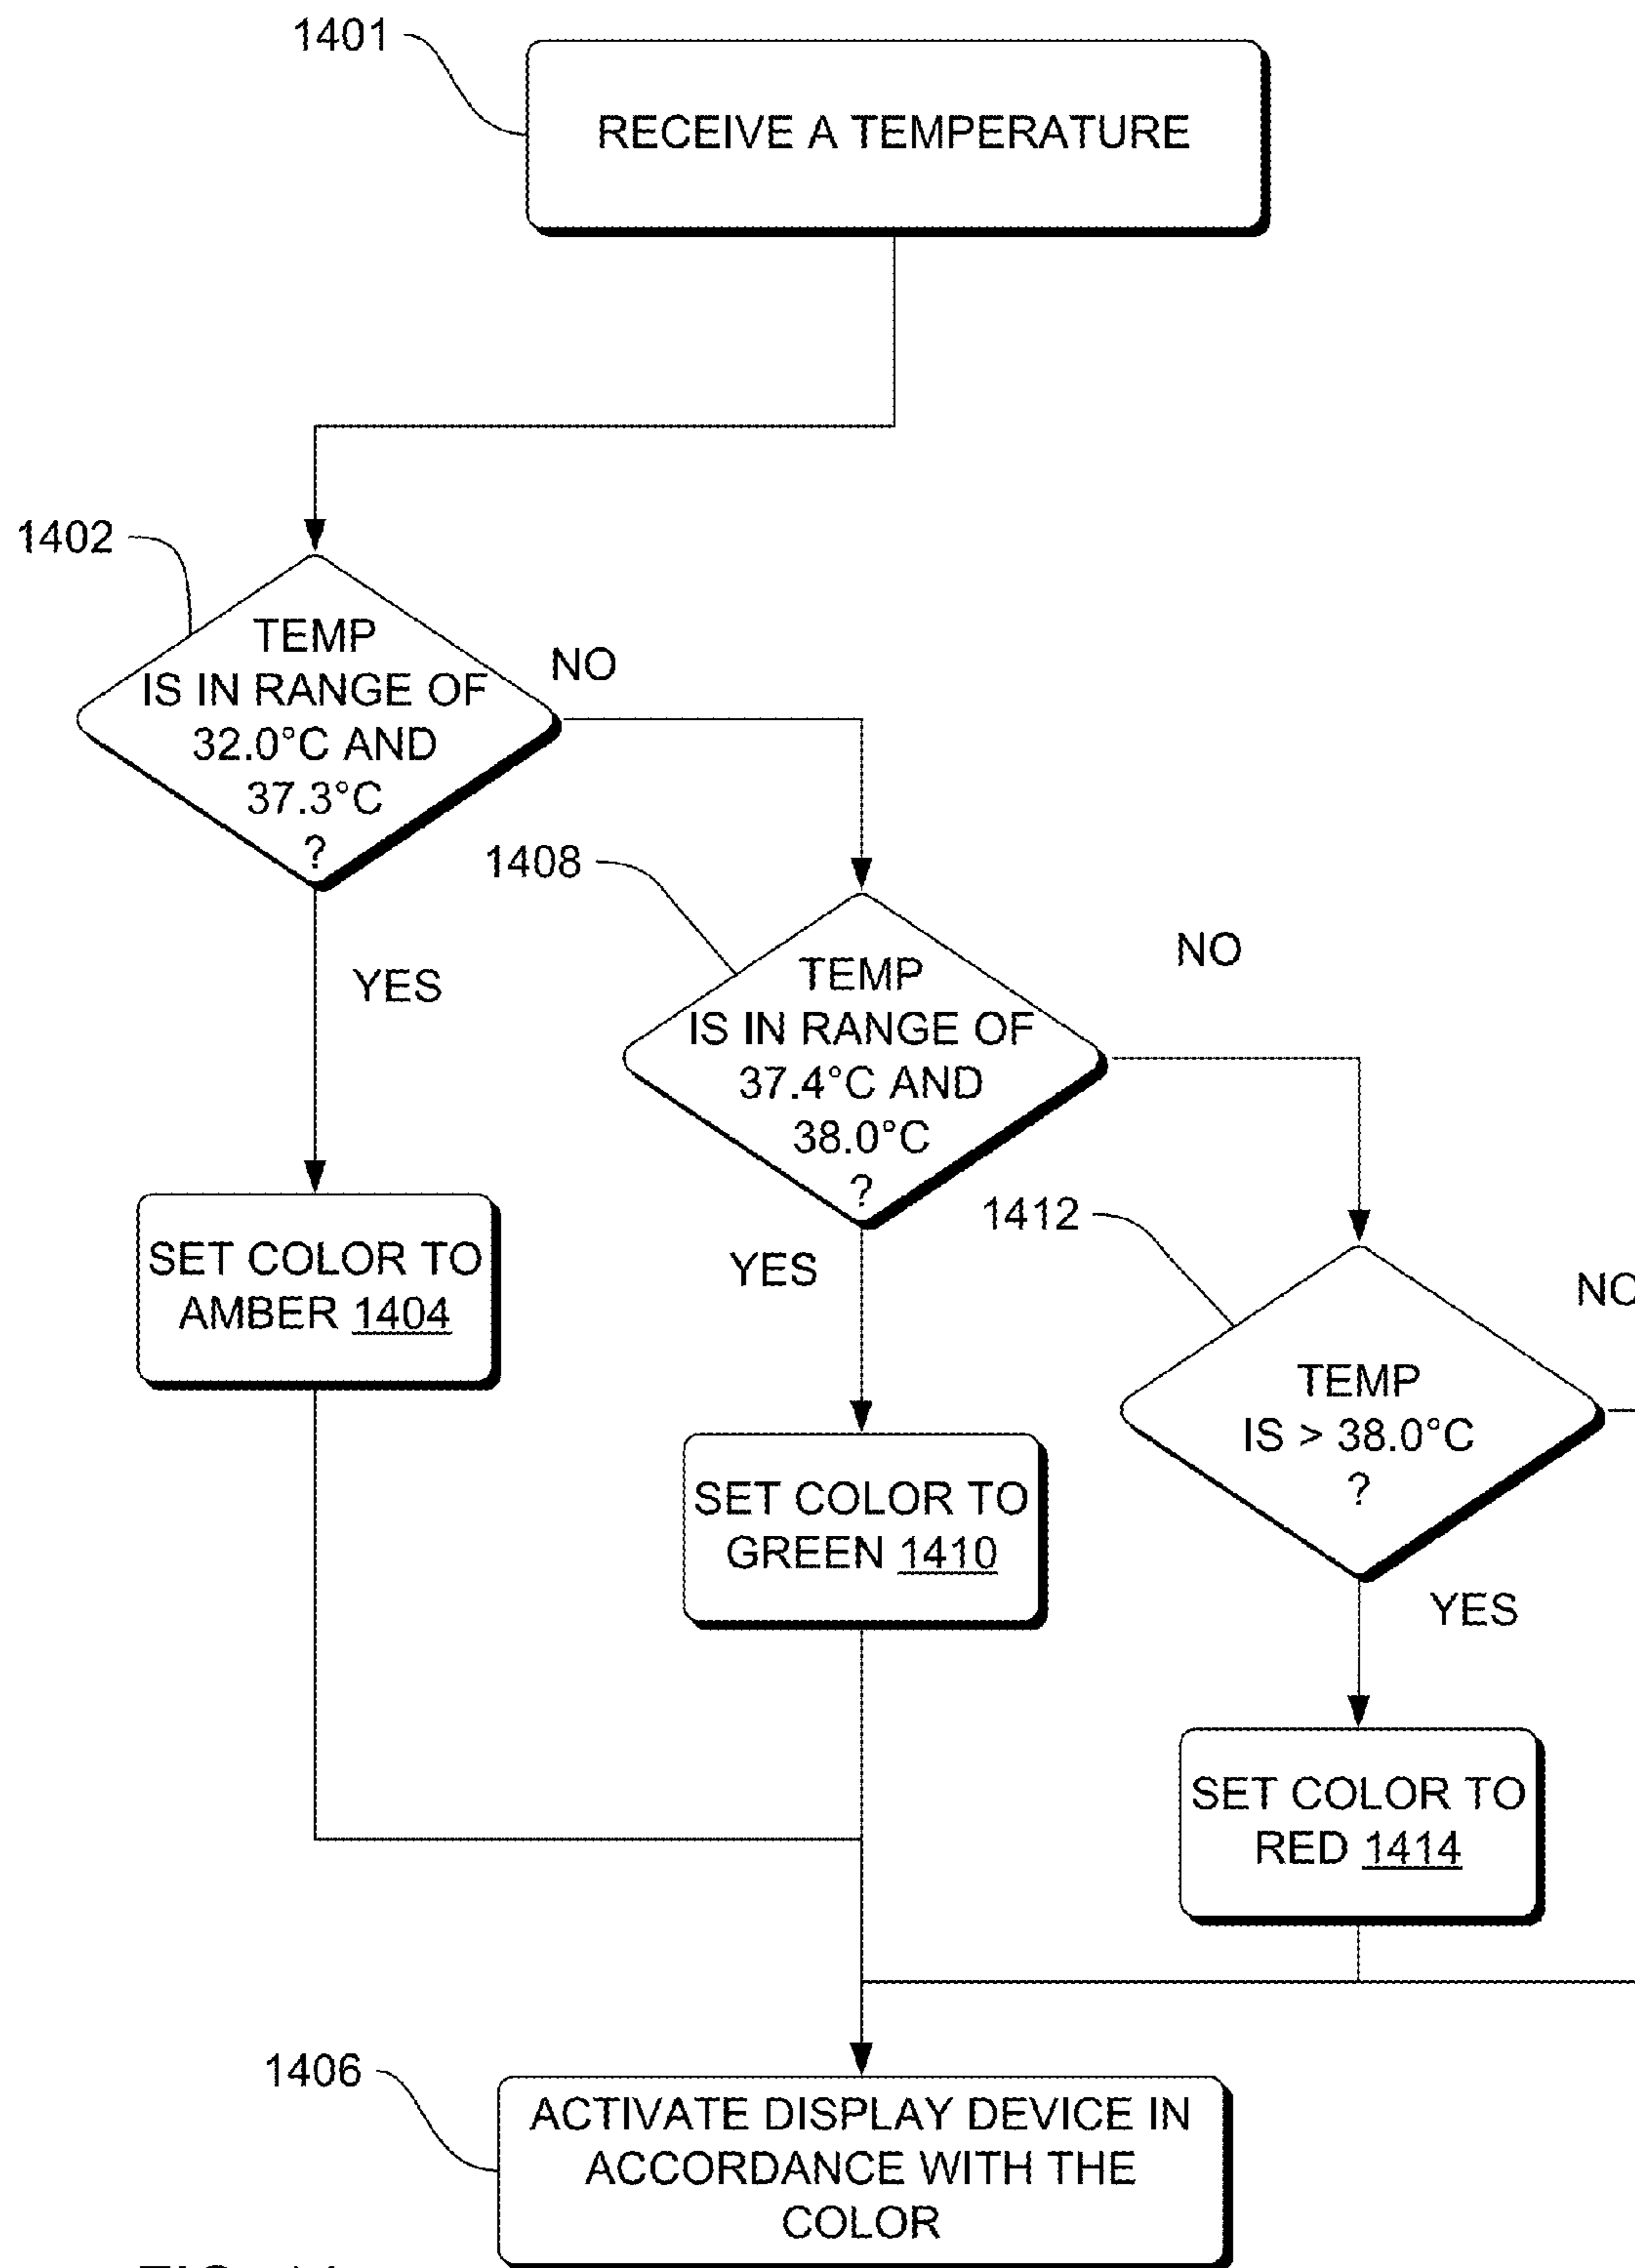 1401
RECEIVE A TEMPERATURE
1402
TEMP
IS IN RANGE OF
32.0°C AND
37.3°C
?
NO
YES
1408
TEMP
IS IN RANGE OF
37.4°C AND
38.0°C
?
NO
YES
SET COLOR TO
AMBER 1404
1412
TEMP
IS > 38.0°C
?
NO
YES
SET COLOR TO
GREEN 1410
SET COLOR TO
RED 1414
1406
ACTIVATE DISPLAY DEVICE IN
ACCORDANCE WITH THE
COLOR